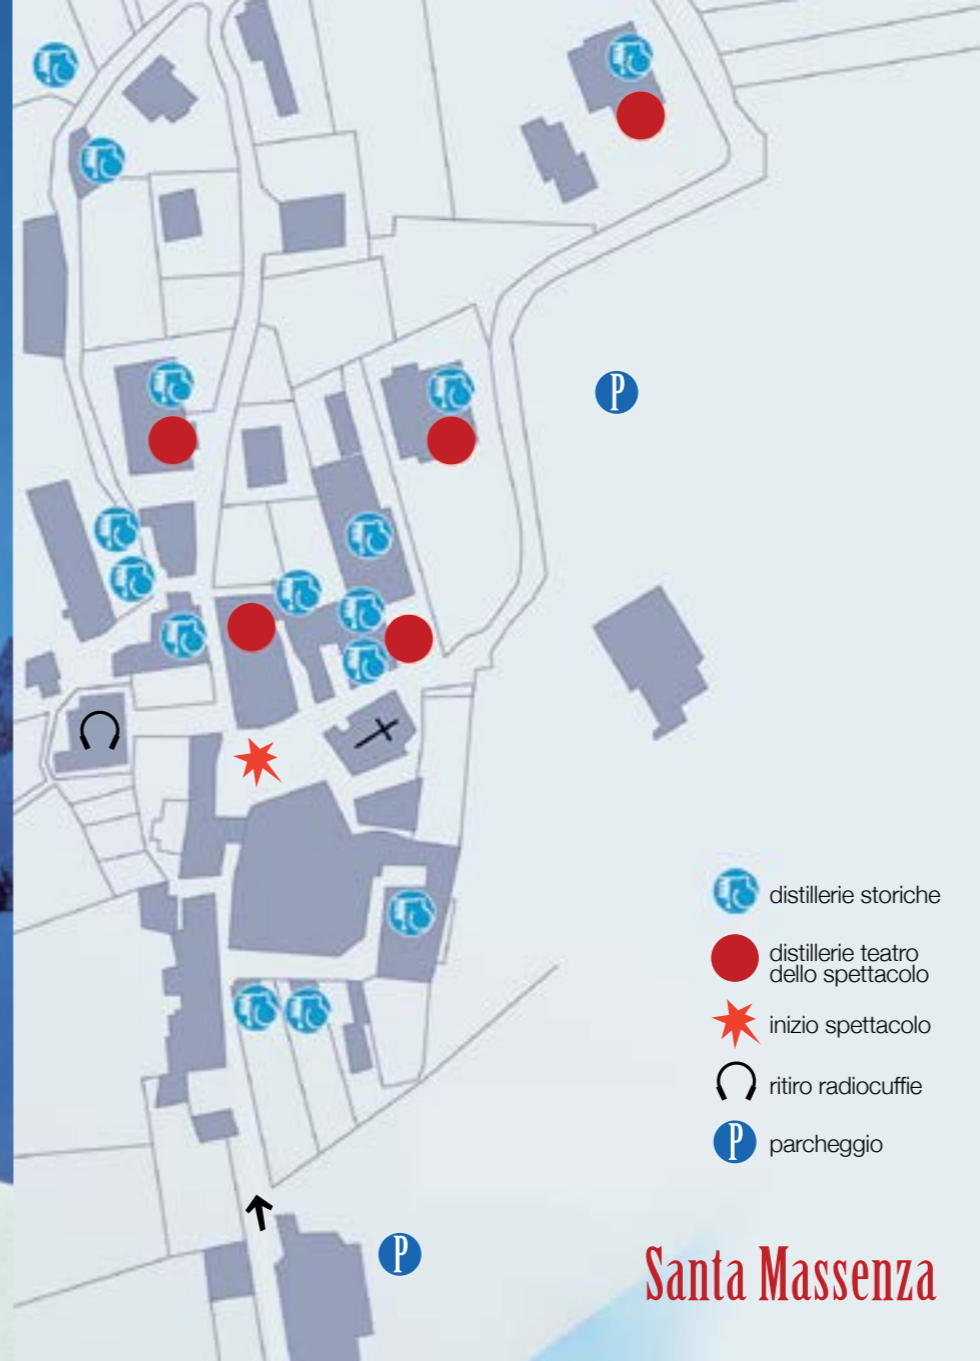 P
distillerie storiche
distillerie teatro
dello spettacolo
inizio spettacolo
ritiro radiocuffie
P
parcheggio
P
Santa Massenza